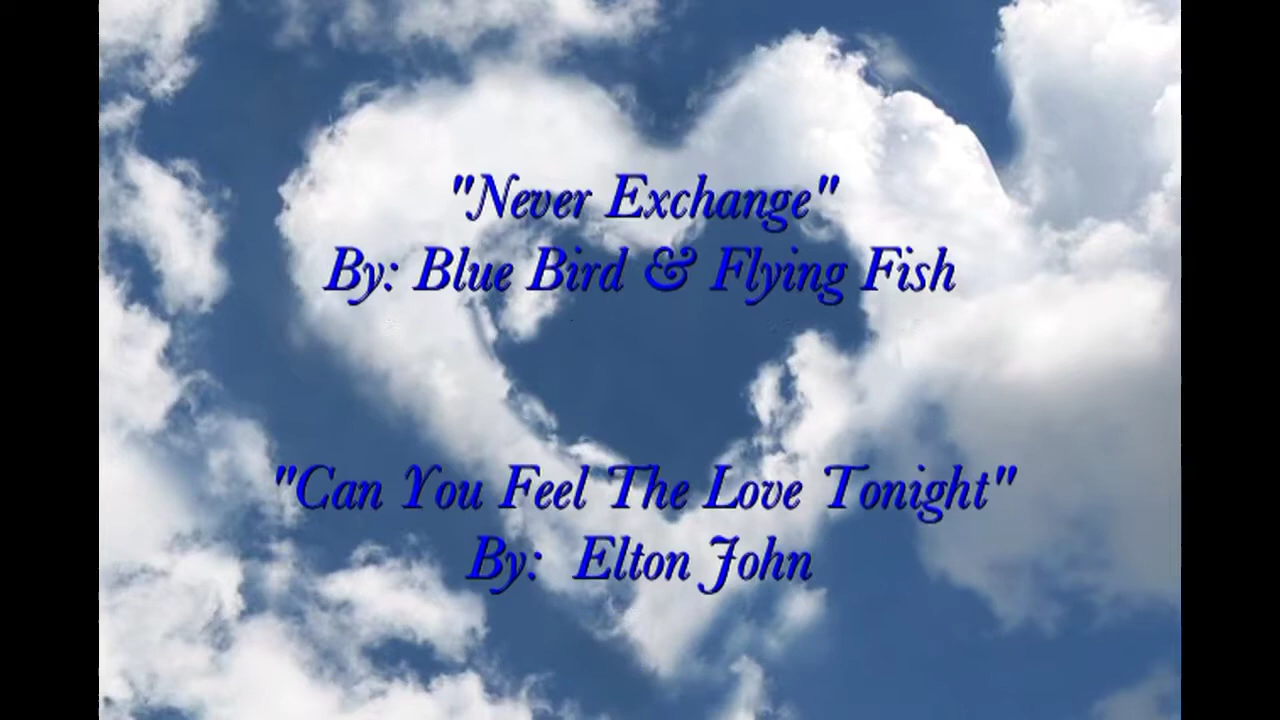 "Never Exchange"
By: Blue Bird & Flying Fish
"Can You Feel The Love Tonight"
By: Elton John